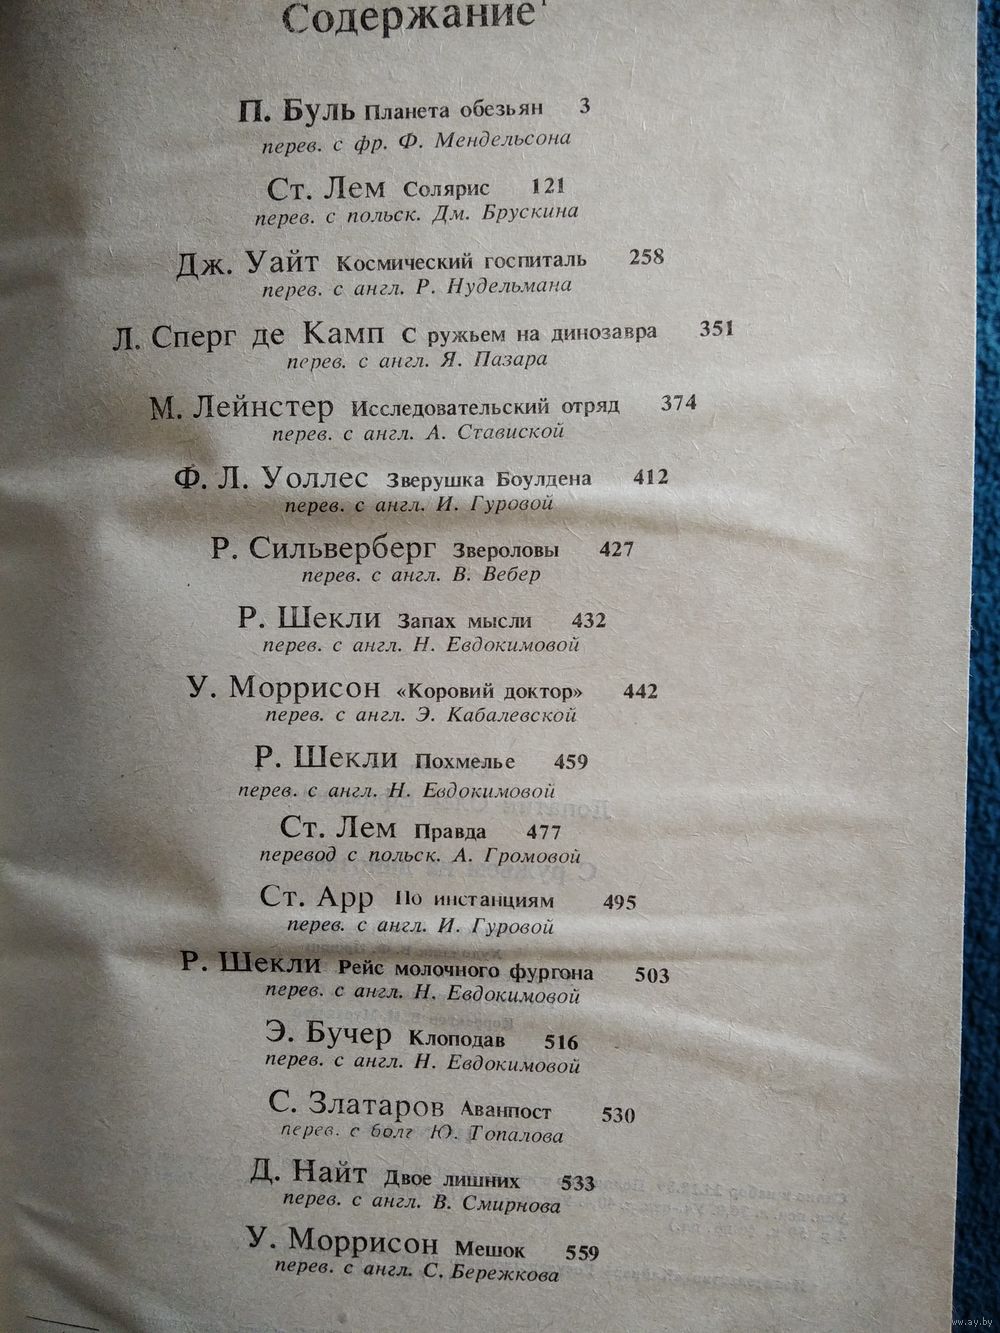 Содержание
П. Буль Планета обезьян 3
перев. с фр. Ф. Мендельсона
Ст. Лем Солярис 121
перев. с польск. Дм. Брускина
Дж. Уайт Космический госпиталь 258
перев. с англ. Р. Нудельмана
Л. Сперг де Камп С ружьем на динозавра 351
перев. с англ. Я. Пазара
М. Лейнстер Исследовательский отряд 374
перев. с англ. А. Ставиской
Ф. Л. Уоллес Зверушка Боулдена 412
перев. с англ. И. Гуровой
Р. Сильверберг Звероловы 427
перев. с англ. В. Вебер
Р. Шекли Запах мысли 432
перев. с англ. Н. Евдокимовой
У. Моррисон «Коровий доктор» 442
перев. с англ. Э. Кабалевской
Р. Шекли Похмелье 459
перев. с англ. Н. Евдокимовой
Ст. Лем Правда 477
перевод с польск. А. Громовой
Ст. Арр По инстанциям 495
перев. с англ. И. Гуровой
Р. Шекли Рейс молочного фургона 503
перев. с англ. Н. Евдокимовой
Э. Бучер Клоподав 516
перев. с англ. Н. Евдокимовой
С. Златаров Аванпост 530
перев. с болг Ю. Топалова
Д. Найт Двое лишних 533
перев. с англ. В. Смирнова
У. Моррисон Мешок 559
перев. с англ. С. Бережкова
www.ay.by